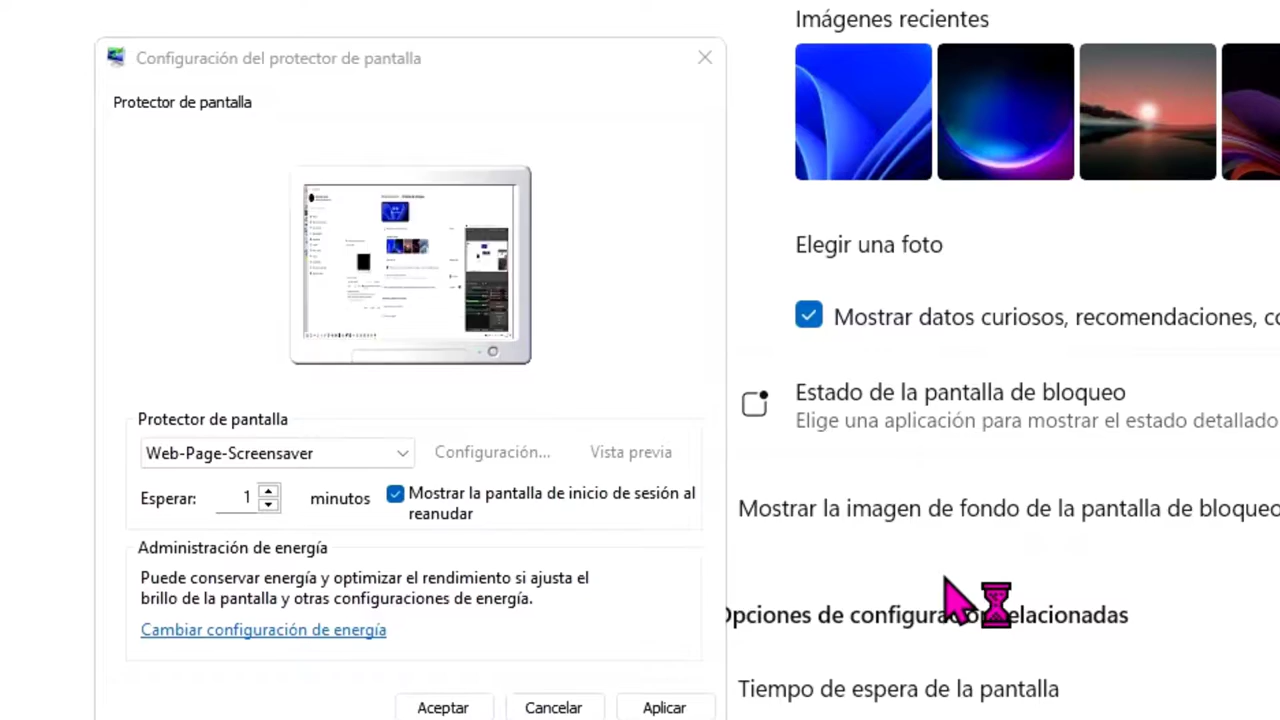 Configuración del protector de pantalla
Protector de pantalla
Protector de pantalla
Web-Page-Screensaver
Configuración...
Vista previa
Esperar:
1
minutos
Mostrar la pantalla de inicio de sesión al
reanudar
Administración de energía
Puede conservar energía y optimizar el rendimiento si ajusta el
brillo de la pantalla y otras configuraciones de energía.
Cambiar configuración de energía
Aceptar
Cancelar
Aplicar
Imágenes recientes
Elegir una foto
Mostrar datos curiosos, recomendaciones, co
Estado de la pantalla de bloqueo
Elige una aplicación para mostrar el estado detallado
Mostrar la imagen de fondo de la pantalla de bloqueo
Opciones de configuración relacionadas
Tiempo de espera de la pantalla